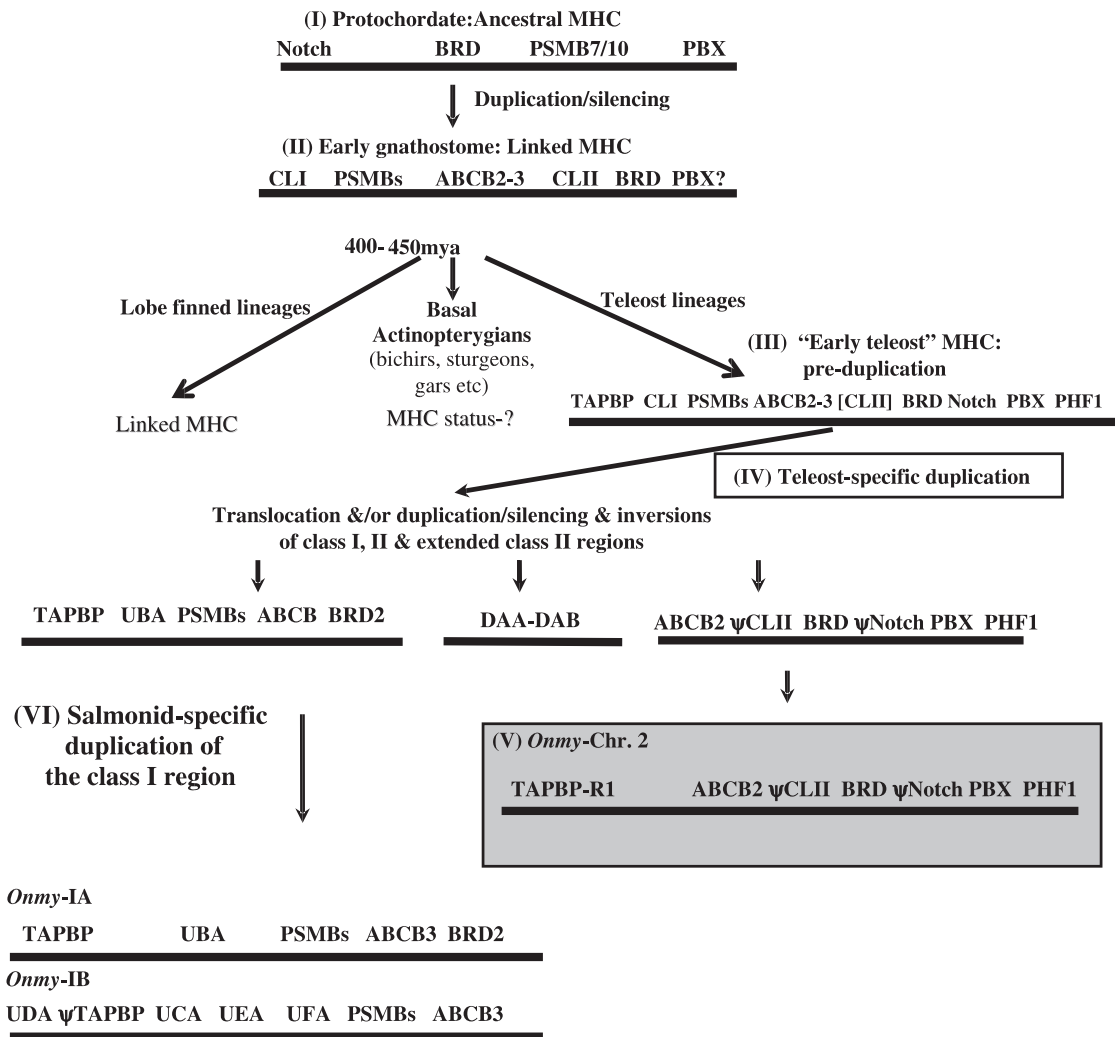 (I) Protochordate:Ancestral MHC
Notch BRD PSMB7/10 PBX
Duplication/silencing
(II) Early gnathostome: Linked MHC
CLI PSMBs ABCB2-3 CLII BRD PBX?
400-450mya
Lobe finned lineages
Teleost lineages
Basal
Actinopterygians
(bichirs, sturgeons,
gars etc)
MHC status-?
Linked MHC
(III) “Early teleost” MHC:
pre-duplication
TAPBP CLI PSMBs ABCB2-3 [CLII] BRD Notch PBX PHF1
(IV) Teleost-specific duplication
Translocation &/or duplication/silencing & inversions
of class I, II & extended class II regions
TAPBP UBA PSMBs ABCB BRD2
DAA-DAB
ABCB2 ψCLII BRD ψNotch PBX PHF1
(VI) Salmonid-specific
duplication of
the class I region
(V) Onmy-Chr. 2
TAPBP-R1 ABCB2 ψCLII BRD ψNotch PBX PHF1
Onmy-IA
TAPBP UBA PSMBs ABCB3 BRD2
Onmy-IB
UDA ψTAPBP UCA UEA UFA PSMBs ABCB3